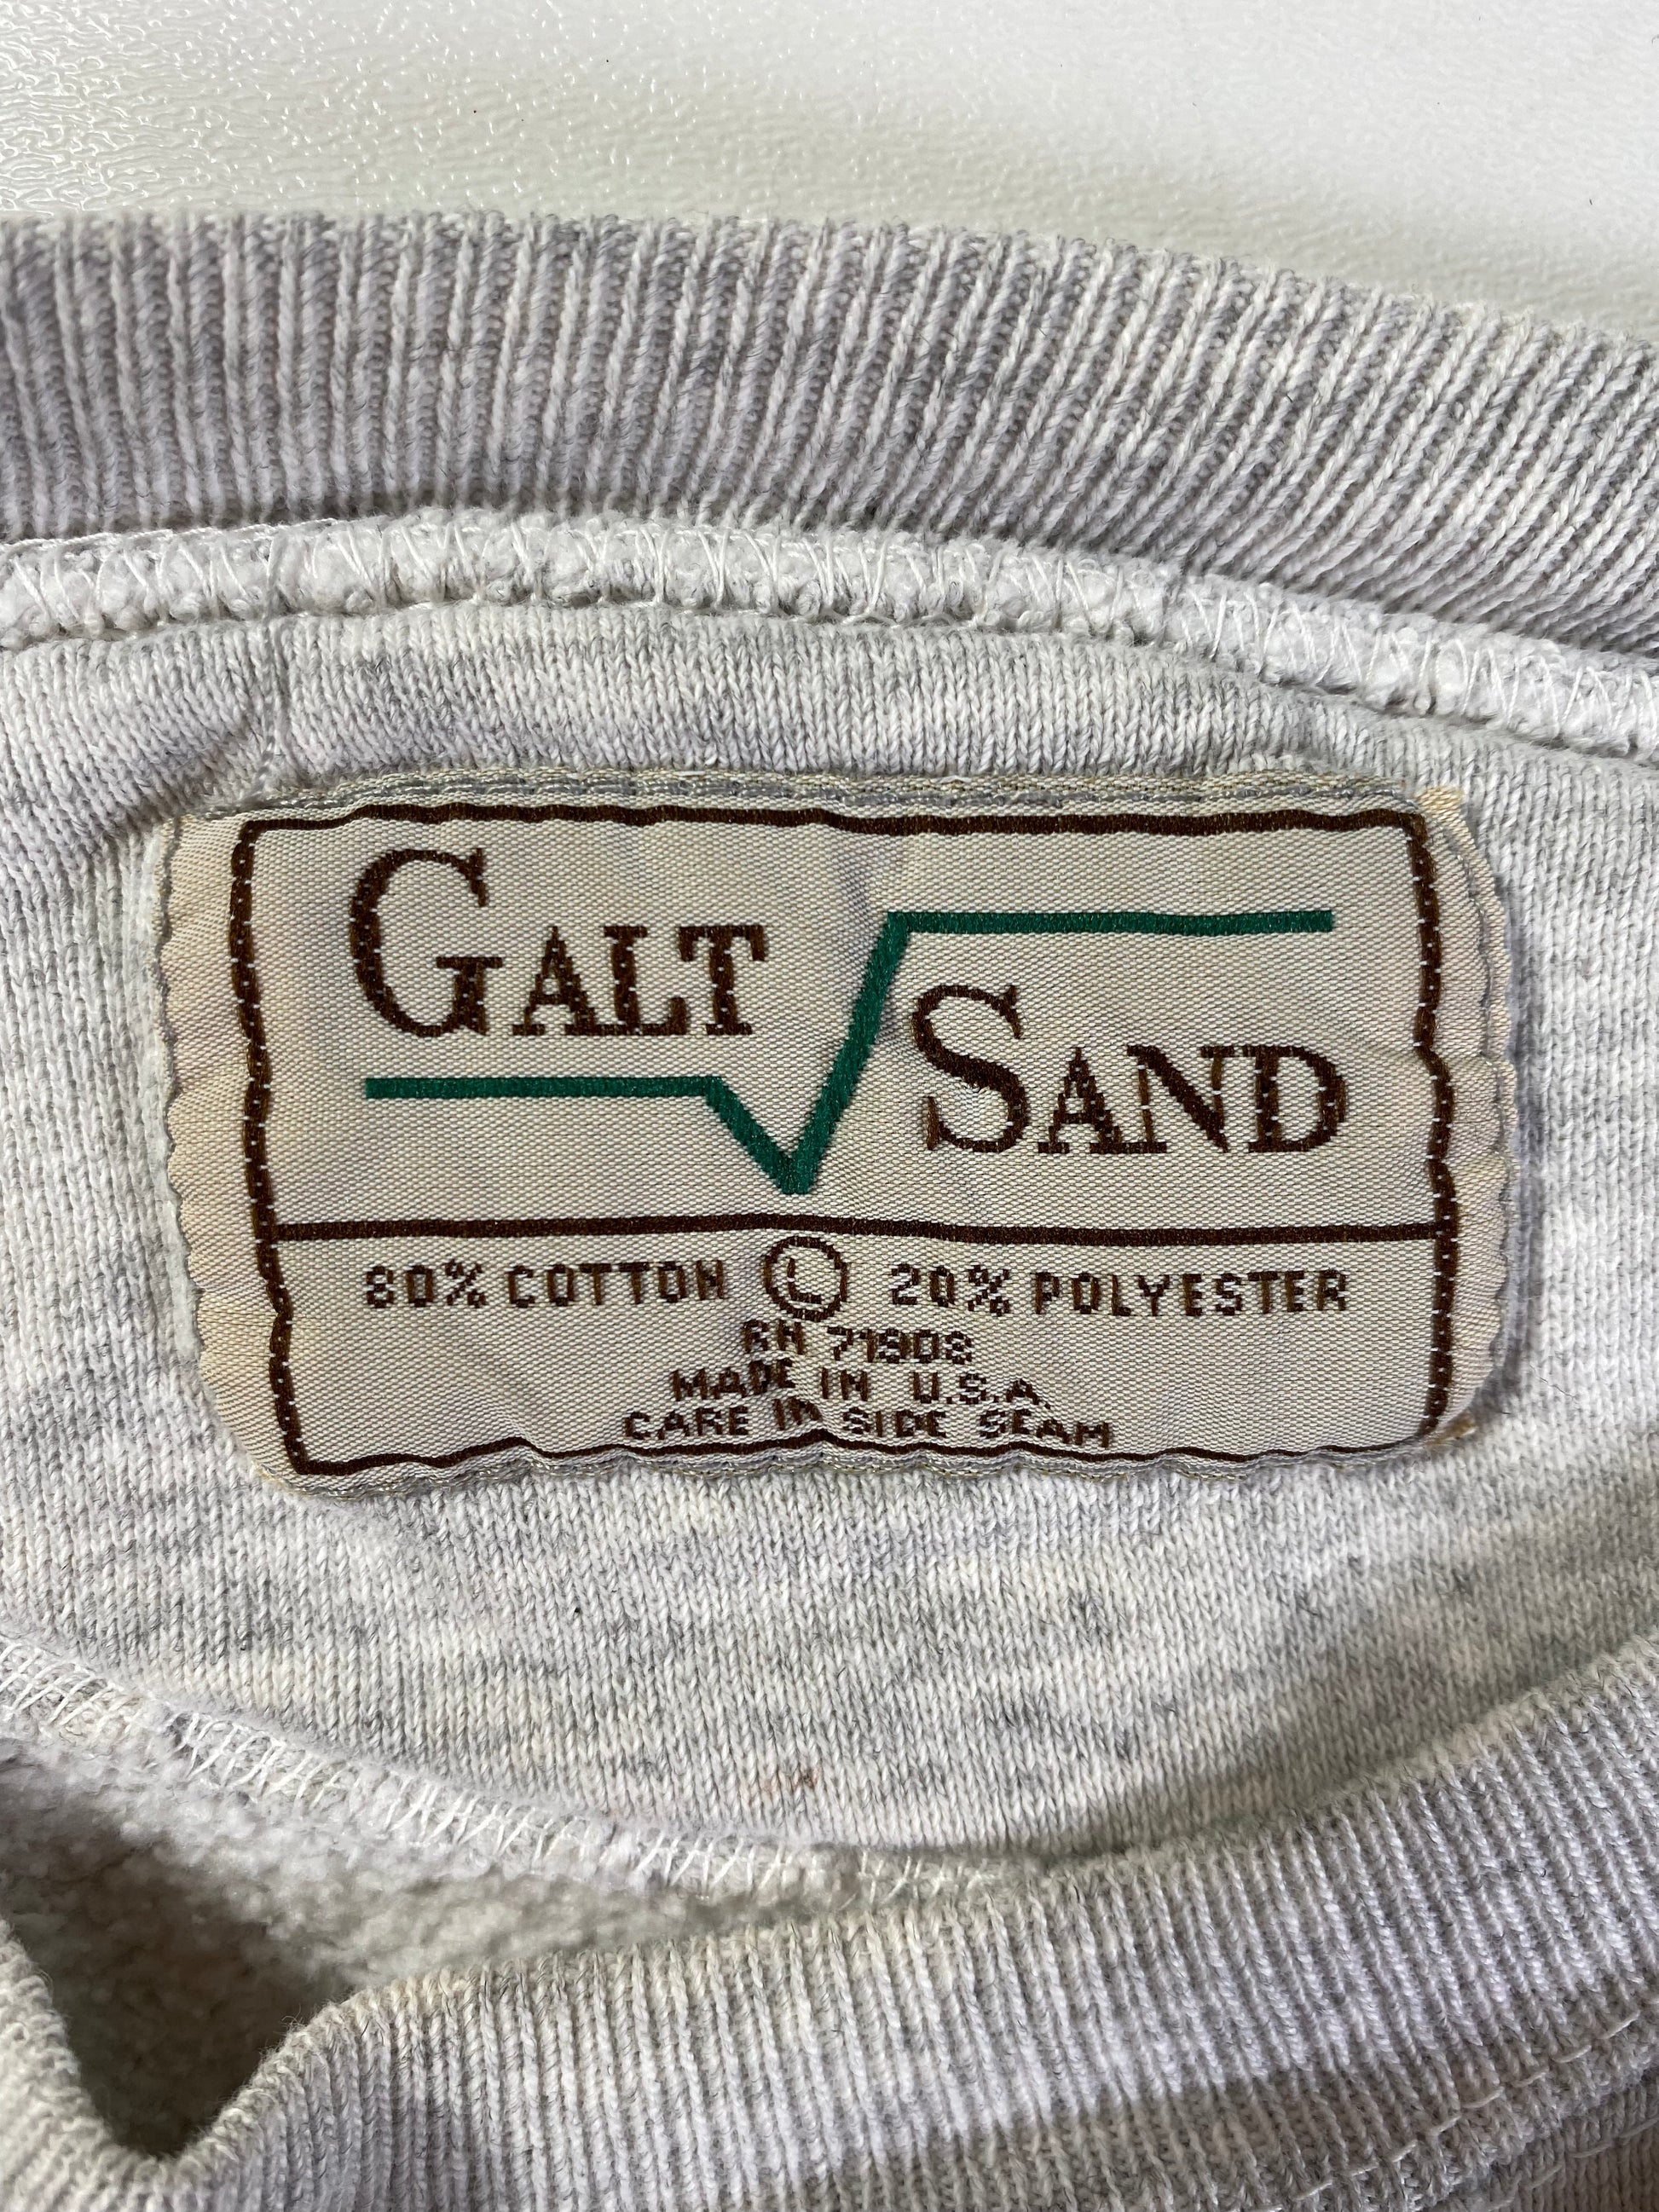 GALT
SAND
80% COTTON L 20% POLYESTER
RN 71908
MADE IN U.S.A.
CARE IN SIDE SEAM